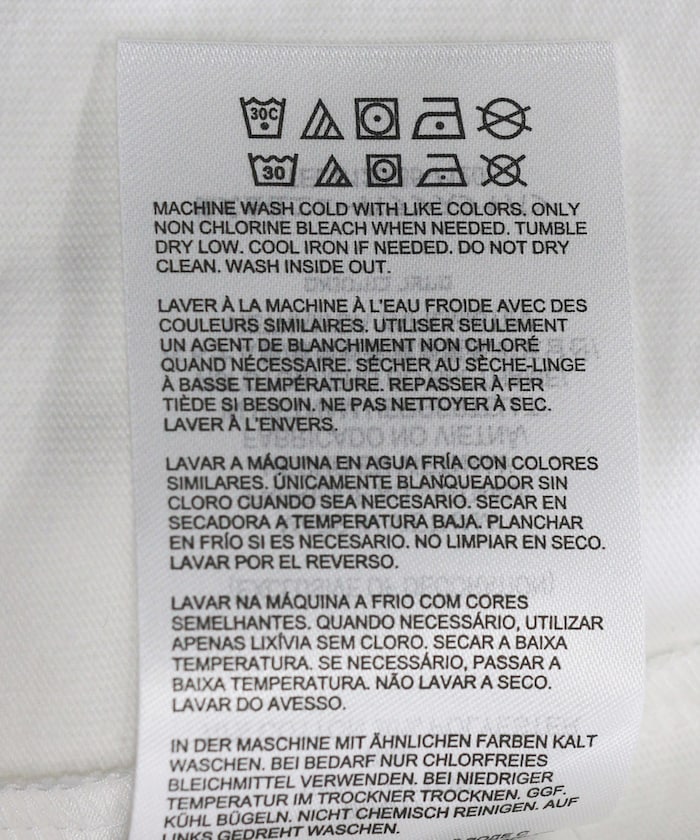 30C
30
MACHINE WASH COLD WITH LIKE COLORS. ONLY
NON CHLORINE BLEACH WHEN NEEDED. TUMBLE
DRY LOW. COOL IRON IF NEEDED. DO NOT DRY
CLEAN. WASH INSIDE OUT.
LAVER À LA MACHINE À L'EAU FROIDE AVEC DES
COULEURS SIMILAIRES. UTILISER SEULEMENT
UN AGENT DE BLANCHIMENT NON CHLORÉ
QUAND NÉCESSAIRE. SÉCHER AU SÈCHE-LINGE
À BASSE TEMPÉRATURE. REPASSER À FER
TIÈDE SI BESOIN. NE PAS NETTOYER À SEC.
LAVER À L'ENVERS.
LAVAR A MÁQUINA EN AGUA FRÍA CON COLORES
SIMILARES. ÚNICAMENTE BLANQUEADOR SIN
CLORO CUANDO SEA NECESARIO. SECAR EN
SECADORA A TEMPERATURA BAJA. PLANCHAR
EN FRÍO SI ES NECESARIO. NO LIMPIAR EN SECO.
LAVAR POR EL REVERSO.
LAVAR NA MÁQUINA A FRIO COM CORES
SEMELHANTES. QUANDO NECESSÁRIO, UTILIZAR
APENAS LIXÍVIA SEM CLORO. SECAR A BAIXA
TEMPERATURA. SE NECESSÁRIO, PASSAR A
BAIXA TEMPERATURA. NÃO LAVAR A SECO.
LAVAR DO AVESSO.
IN DER MASCHINE MIT ÄHNLICHEN FARBEN KALT
WASCHEN. BEI BEDARF NUR CHLORFREIES
BLEICHMITTEL VERWENDEN. BEI NIEDRIGER
TEMPERATUR IM TROCKNER TROCKNEN. GGF.
KÜHL BÜGELN. NICHT CHEMISCH REINIGEN. AUF
LINKS GEDREHT WASCHEN.
FABRICADO NO VIETNÃ
(EXCLUSIVE OF DECORATION)